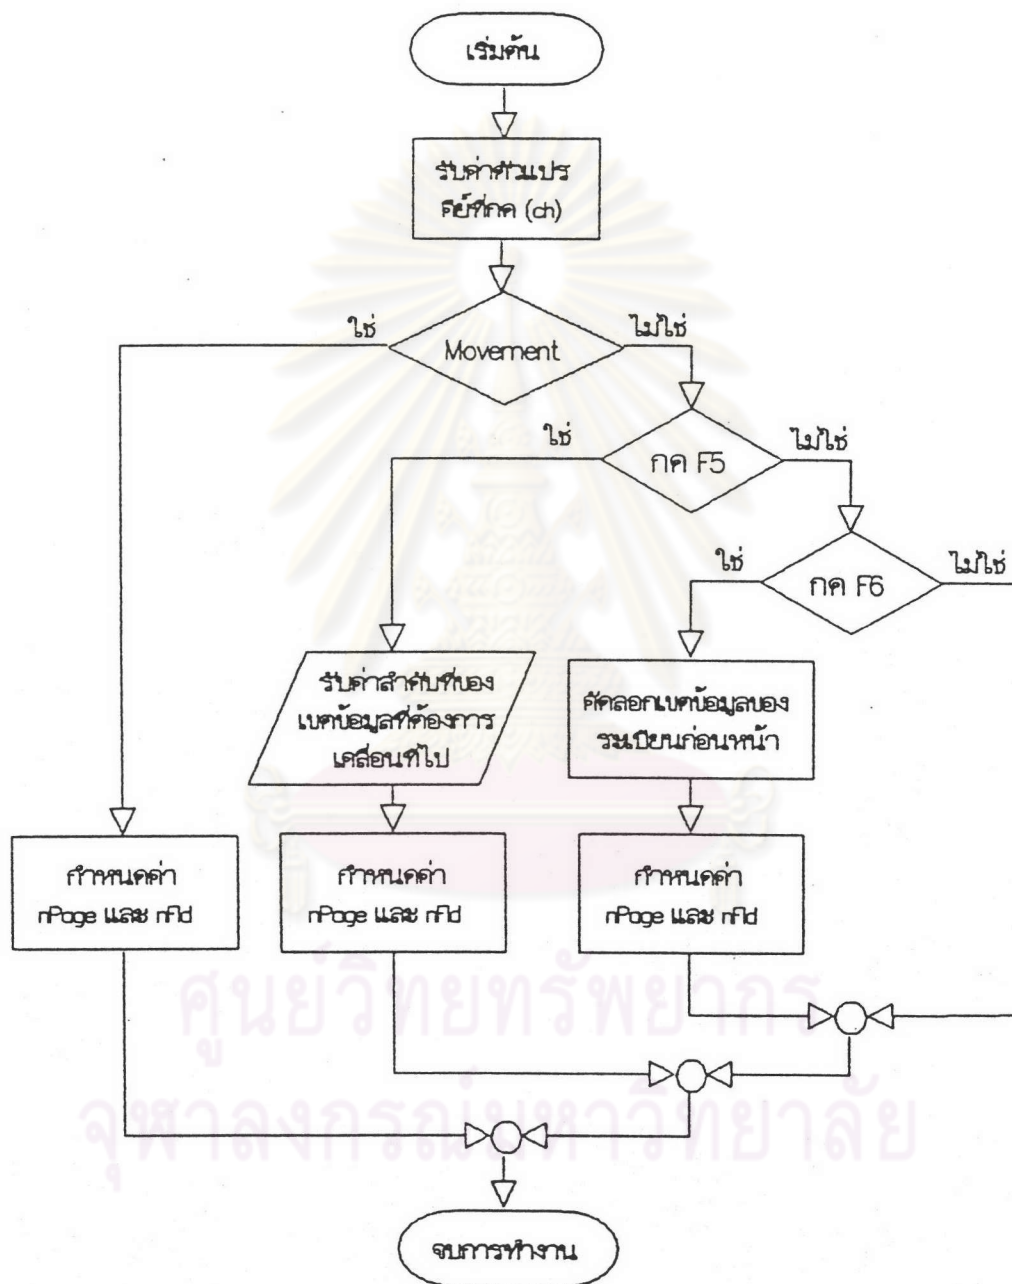 เริ่มต้น
รับค่าตัวแปร
คีย์ที่กด (ch)
ใช่
Movement
ไม่ใช่
ใช่
กด F5
ไม่ใช่
ใช่
กด F6
ไม่ใช่
รับค่าลำดับที่ของ
เขตข้อมูลที่ต้องการ
เคลื่อนที่ไป
คัดลอกเขตข้อมูลของ
ระเบียนก่อนหน้า
กำหนดค่า
nPage และ nFld
กำหนดค่า
nPage และ nFld
กำหนดค่า
nPage และ nFld
ศูนย์วิทยทรัพยากร
จุฬาลงกรณ์มหาวิทยาลัย
จบการทำงาน